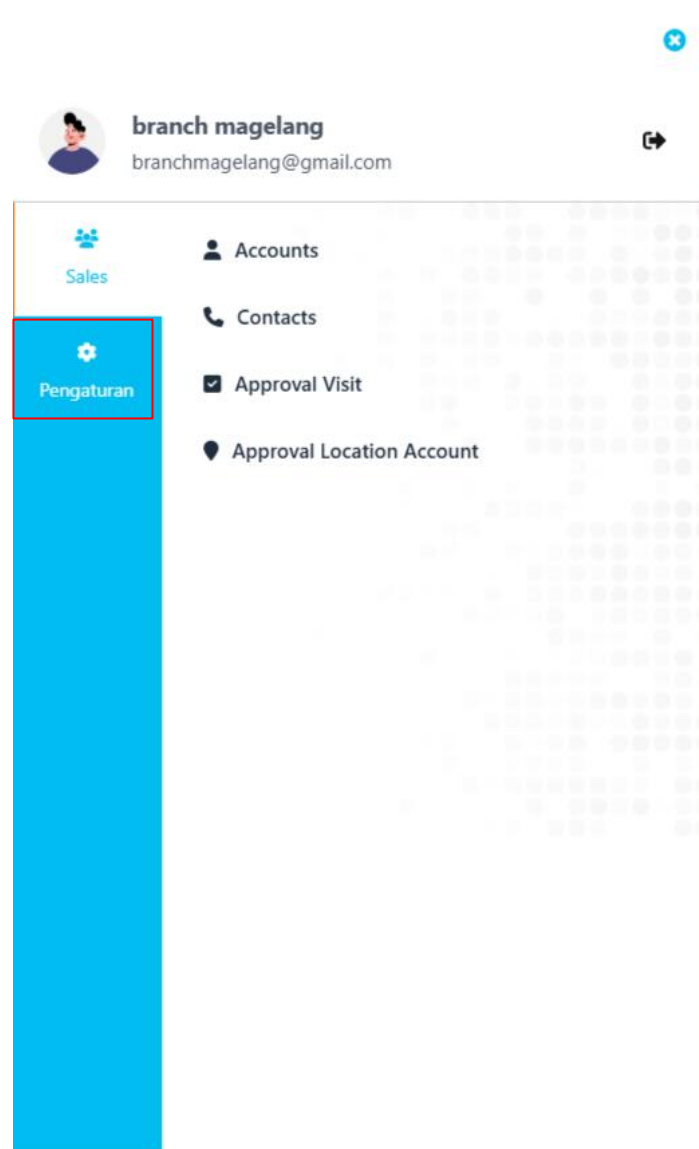 branch magelang
branchmagelang@gmail.com
Sales
Pengaturan
Accounts
Contacts
Approval Visit
Approval Location Account